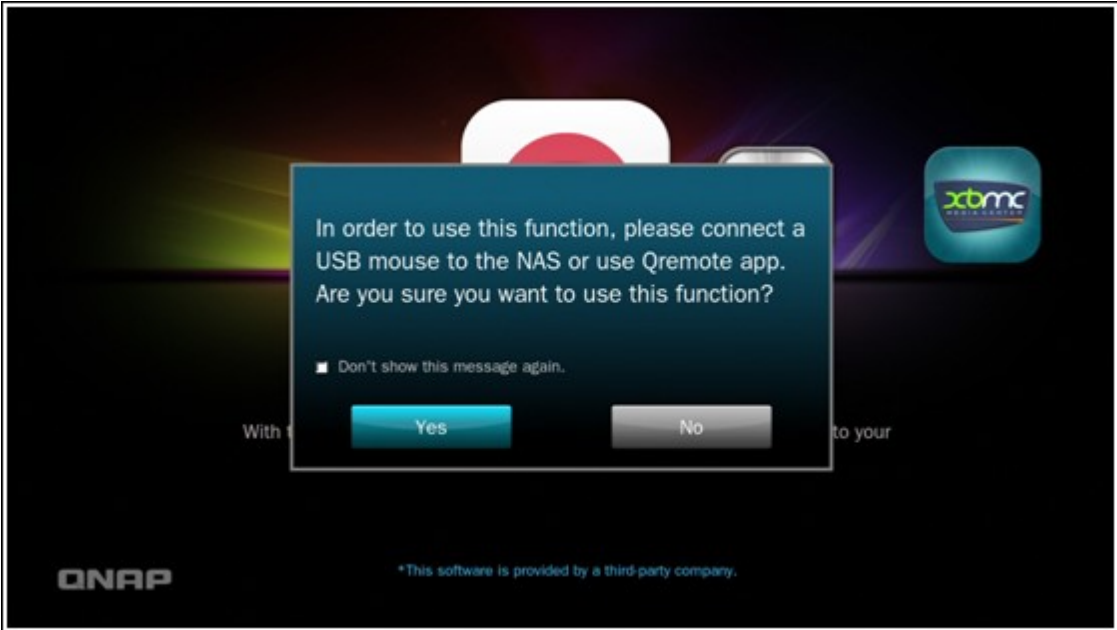 xbmc
MEDIA CENTER
In order to use this function, please connect a
USB mouse to the NAS or use Qremote app.
Are you sure you want to use this function?
Don"t show this message again.
Yes
No
With
to your
QNAP
*This software is provided by a third-party company.